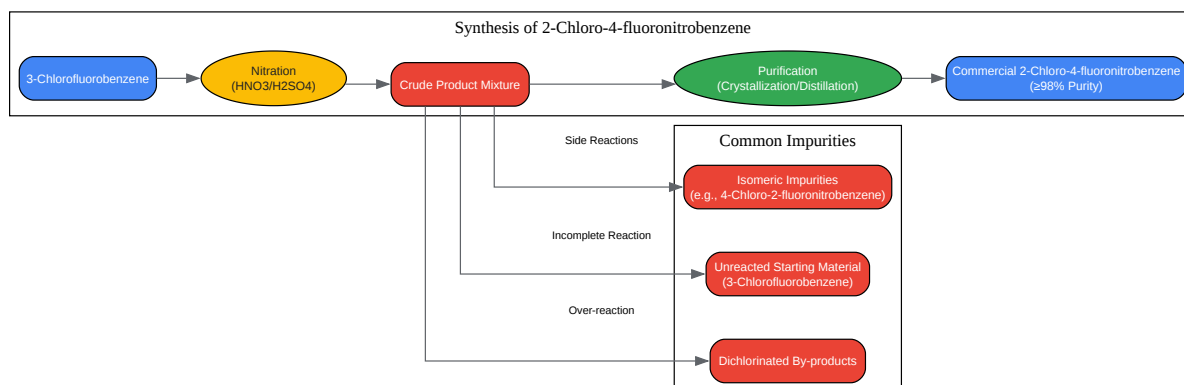 Synthesis of 2-Chloro-4-fluoronitrobenzene
3-Chlorofluorobenzene
Nitration
(HNO3/H2SO4)
Crude Product Mixture
Purification
(Crystallization/Distillation)
Commercial 2-Chloro-4-fluoronitrobenzene
(≥98% Purity)
Side Reactions
Incomplete Reaction
Over-reaction
Common Impurities
Isomeric Impurities
(e.g., 4-Chloro-2-fluoronitrobenzene)
Unreacted Starting Material
(3-Chlorofluorobenzene)
Dichlorinated By-products